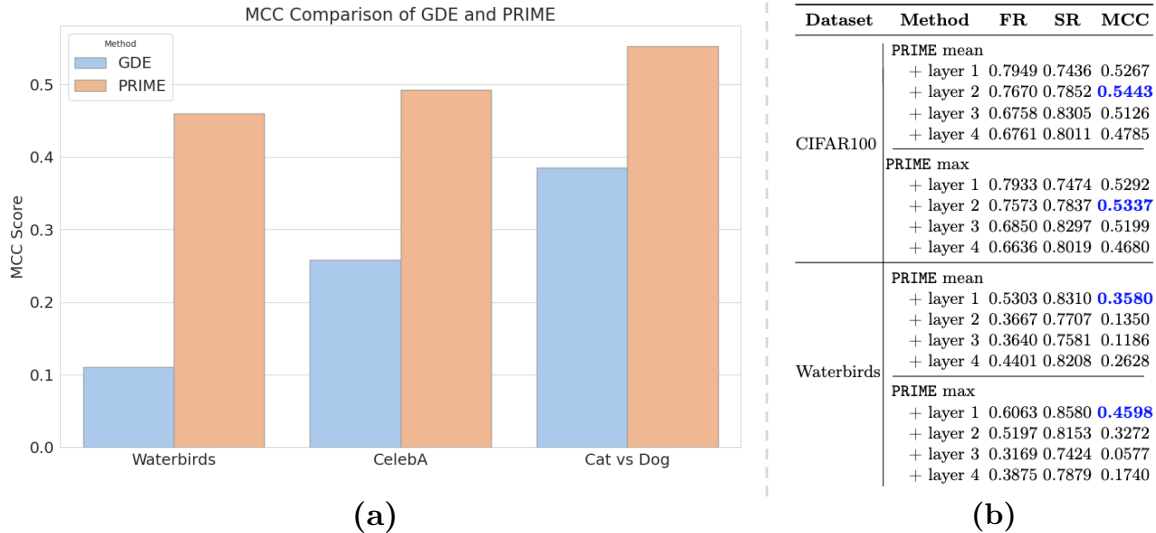 MCC Comparison of GDE and PRIME
Method
GDE
PRIME
MCC Score
0.5
0.4
0.3
0.2
0.1
0.0
Waterbirds CelebA Cat vs Dog
(a)
Dataset Method FR SR MCC
CIFAR100
PRIME mean
+ layer 1 0.7949 0.7436 0.5267
+ layer 2 0.7670 0.7852 0.5443
+ layer 3 0.6758 0.8305 0.5126
+ layer 4 0.6761 0.8011 0.4785
PRIME max
+ layer 1 0.7933 0.7474 0.5292
+ layer 2 0.7573 0.7837 0.5337
+ layer 3 0.6850 0.8297 0.5199
+ layer 4 0.6636 0.8019 0.4680
Waterbirds
PRIME mean
+ layer 1 0.5303 0.8310 0.3580
+ layer 2 0.3667 0.7707 0.1350
+ layer 3 0.3640 0.7581 0.1186
+ layer 4 0.4401 0.8208 0.2628
PRIME max
+ layer 1 0.6063 0.8580 0.4598
+ layer 2 0.5197 0.8153 0.3272
+ layer 3 0.3169 0.7424 0.0577
+ layer 4 0.3875 0.7879 0.1740
(b)